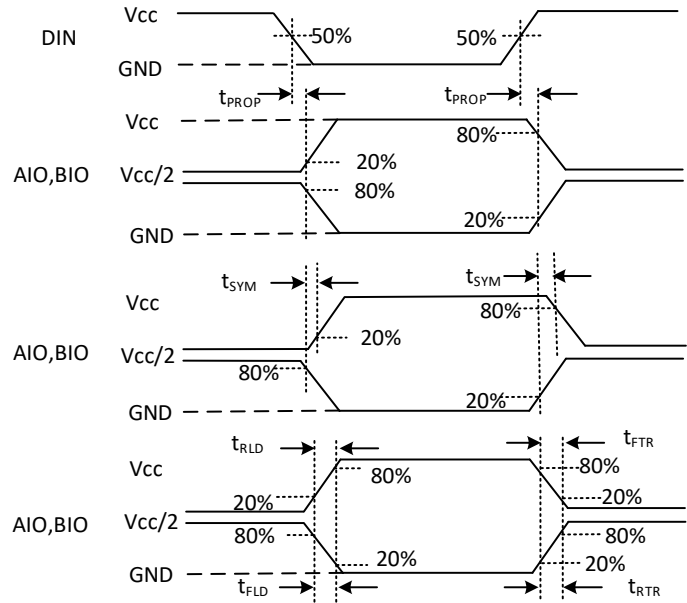 Vcc
DIN
50%
50%
GND
tPROP
tPROP
Vcc
80%
20%
AIO,BIO
Vcc/2
80%
20%
GND
tSYM
tSYM
Vcc
80%
20%
AIO,BIO
Vcc/2
80%
20%
GND
tRLD
tFTR
Vcc
80%
80%
20%
20%
AIO,BIO
Vcc/2
80%
80%
20%
20%
GND
tFLD
tRTR